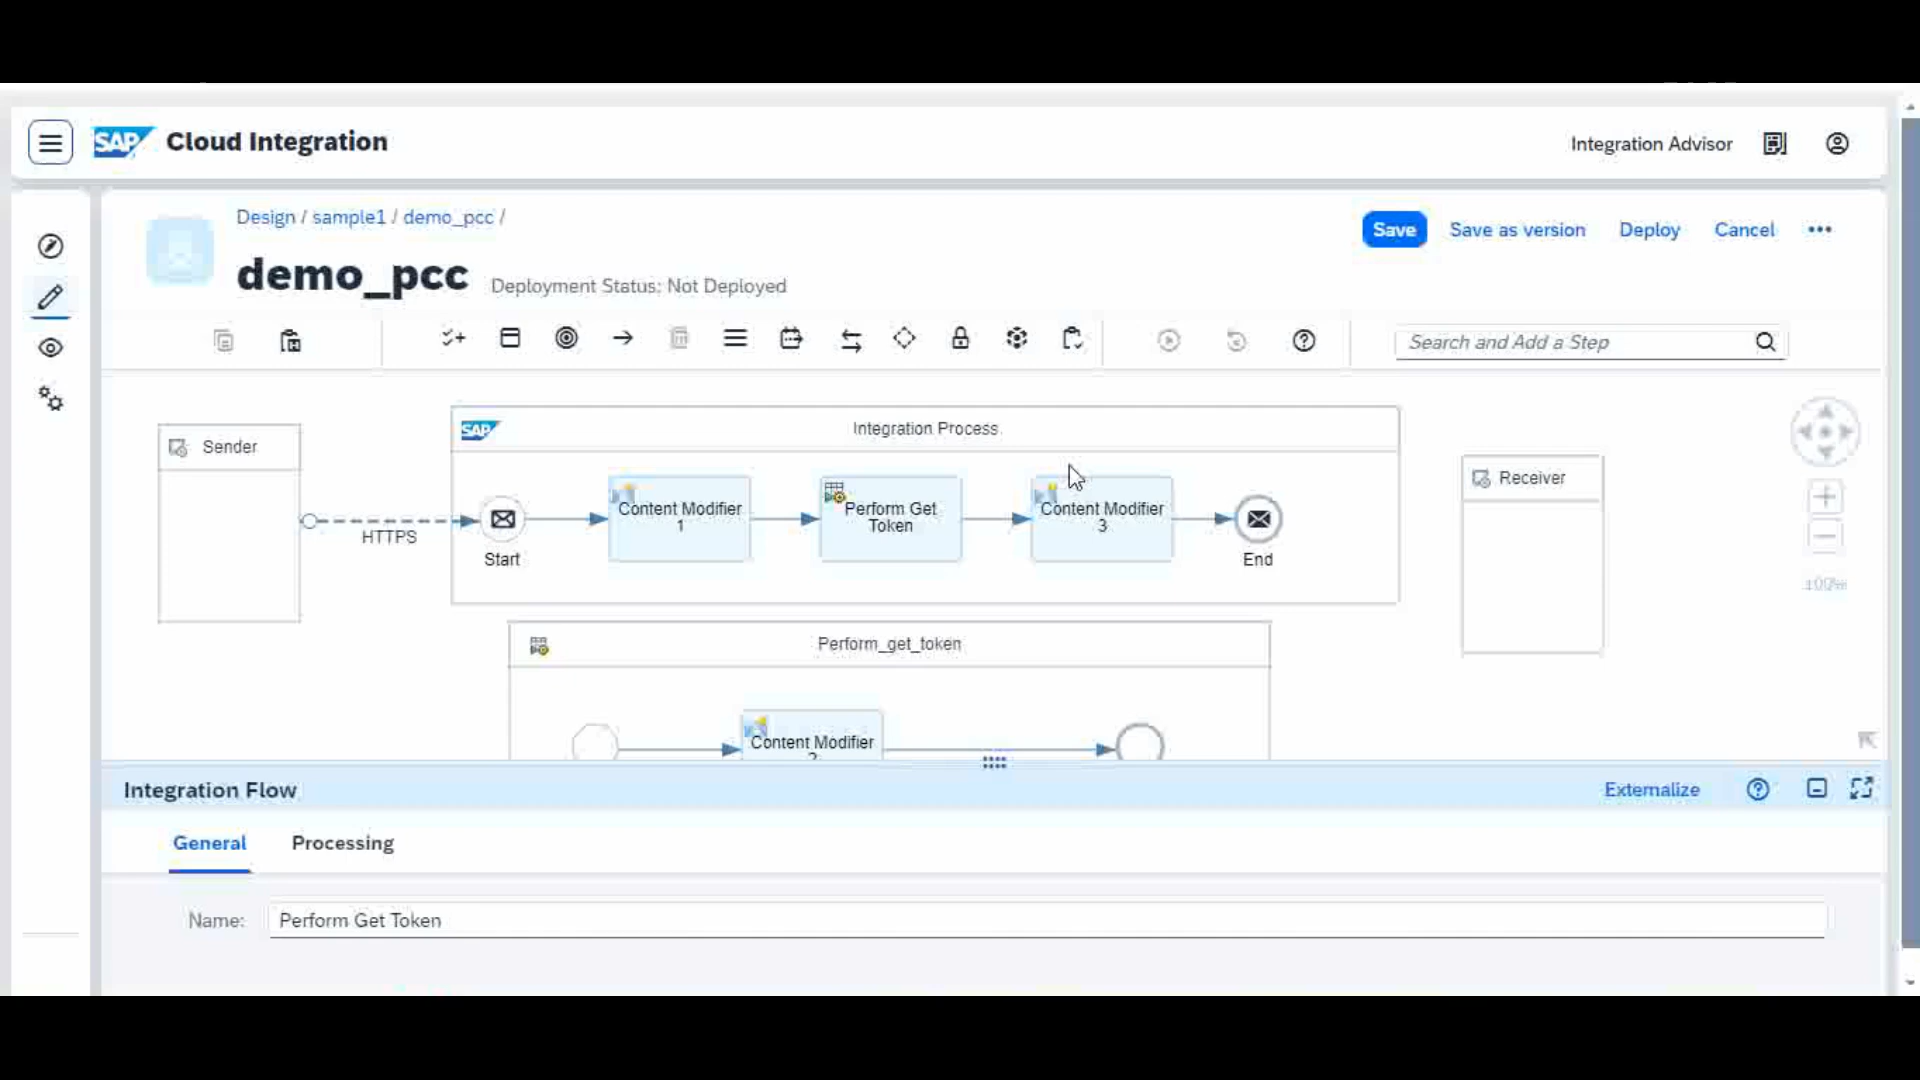 SAP Cloud Integration
Integration Advisor
Design / sample1 / demo_pcc /
demo_pcc
Deployment Status: Not Deployed
Save
Save as version
Deploy
Cancel
Search and Add a Step
Sender
SAP
Integration Process
Receiver
HTTPS
Start
Content Modifier
1
Perform Get
Token
Content Modifier
3
End
100%
Perform_get_token
Content Modifier
Integration Flow
Externalize
General
Processing
Name:
Perform Get Token